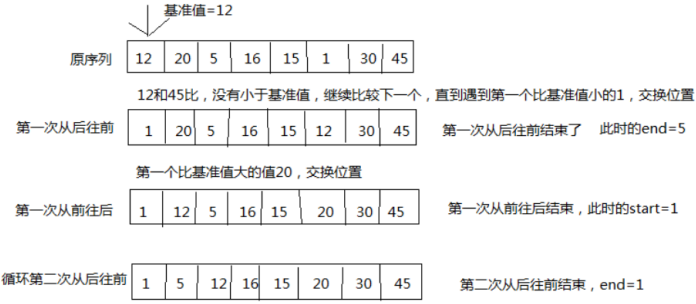 基准值=12
原序列 12 20 5 16 15 1 30 45
12和45比，没有小于基准值，继续比较下一个，直到遇到第一个比基准值小的1，交换位置
第一次从后往前 1 20 5 16 15 12 30 45 第一次从后往前结束了 此时的end=5
第一个比基准值大的值20，交换位置
第一次从前往后 1 12 5 16 15 20 30 45 第一次从前往后结束，此时的start=1
循环第二次从后往前 1 5 12 16 15 20 30 45 第二次从后往前结束，end=1